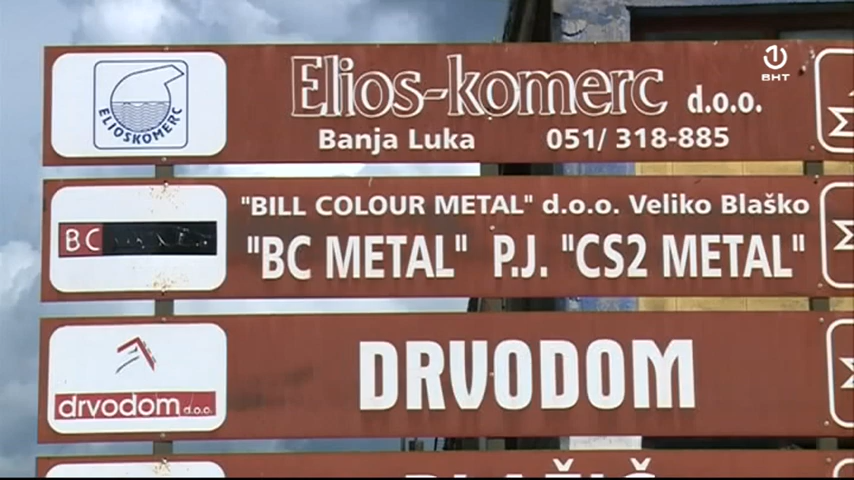 1
BHT
ELIOSKOMERC
Elios-komerc d.o.o.
Banja Luka 051/ 318-885
BC
"BILL COLOUR METAL" d.o.o. Veliko Blaško
"BC METAL" P.J. "CS2 METAL"
drvodom d.o.o.
DRVODOM